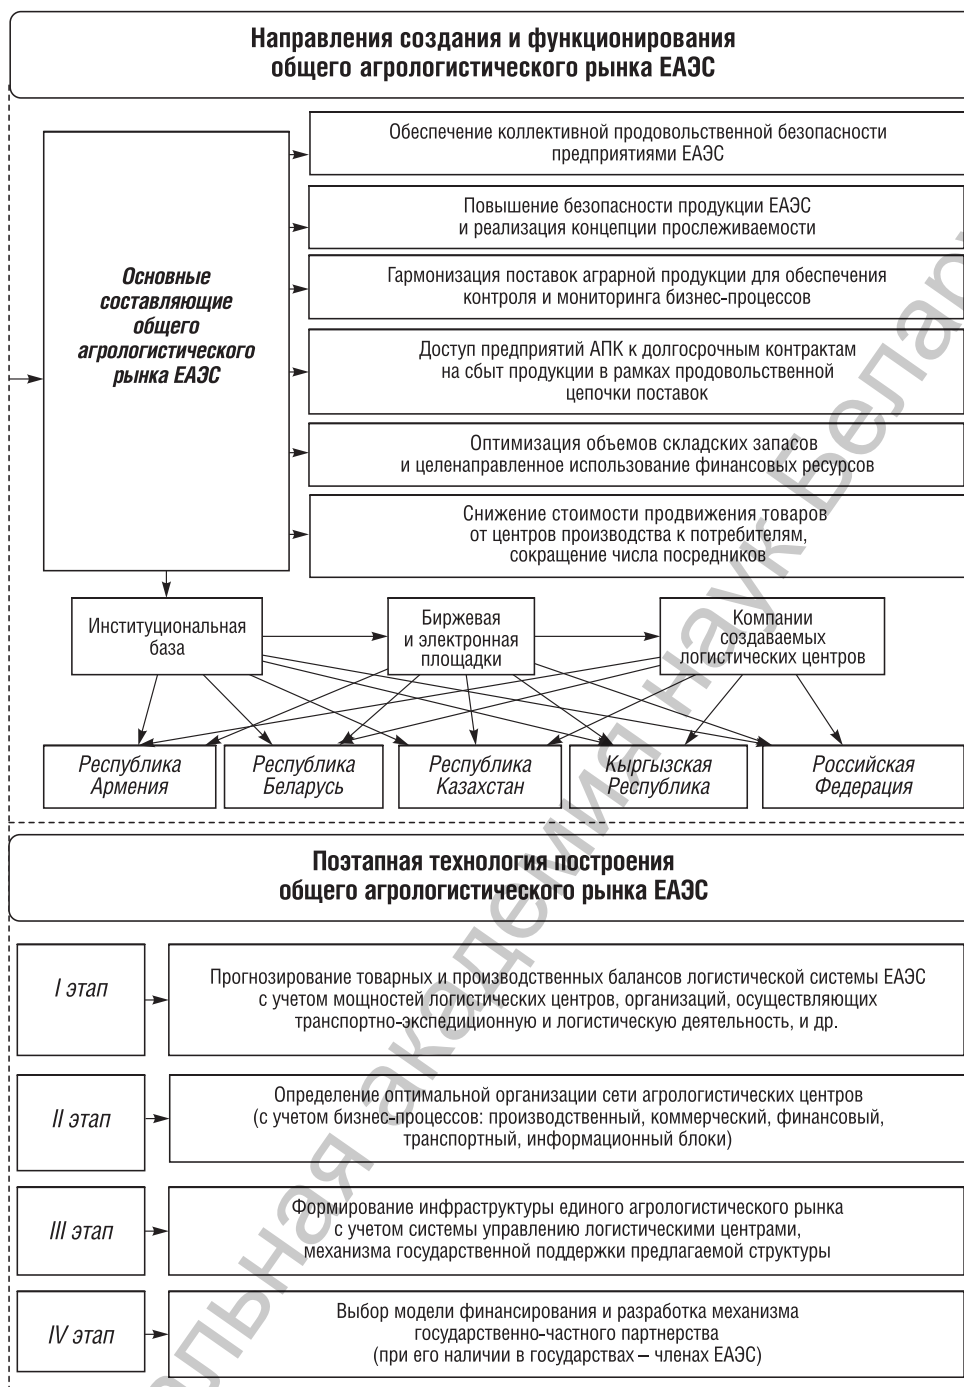 Направления создания и функционирования
общего агрологистического рынка ЕАЭС
Основные
составляющие
общего
агрологистического
рынка ЕАЭС
Обеспечение коллективной продовольственной безопасности
предприятиями ЕАЭС
Повышение безопасности продукции ЕАЭС
и реализация концепции прослеживаемости
Гармонизация поставок аграрной продукции для обеспечения
контроля и мониторинга бизнес-процессов
Доступ предприятий АПК к долгосрочным контрактам
на сбыт продукции в рамках продовольственной
цепочки поставок
Оптимизация объемов складских запасов
и целенаправленное использование финансовых ресурсов
Снижение стоимости продвижения товаров
от центров производства к потребителям,
сокращение числа посредников
Институциональная
база
Биржевая
и электронная
площадки
Компании
создаваемых
логистических центров
Республика
Армения
Республика
Беларусь
Республика
Казахстан
Кыргызская
Республика
Российская
Федерация
Поэтапная технология построения
общего агрологистического рынка ЕАЭС
I этап
Прогнозирование товарных и производственных балансов логистической системы ЕАЭС
с учетом мощностей логистических центров, организаций, осуществляющих
транспортно-экспедиционную и логистическую деятельность, и др.
II этап
Определение оптимальной организации сети агрологистических центров
(с учетом бизнес-процессов: производственный, коммерческий, финансовый,
транспортный, информационный блоки)
III этап
Формирование инфраструктуры единого агрологистического рынка
с учетом системы управлению логистическими центрами,
механизма государственной поддержки предлагаемой структуры
IV этап
Выбор модели финансирования и разработка механизма
государственно-частного партнерства
(при его наличии в государствах – членах ЕАЭС)
академия наук